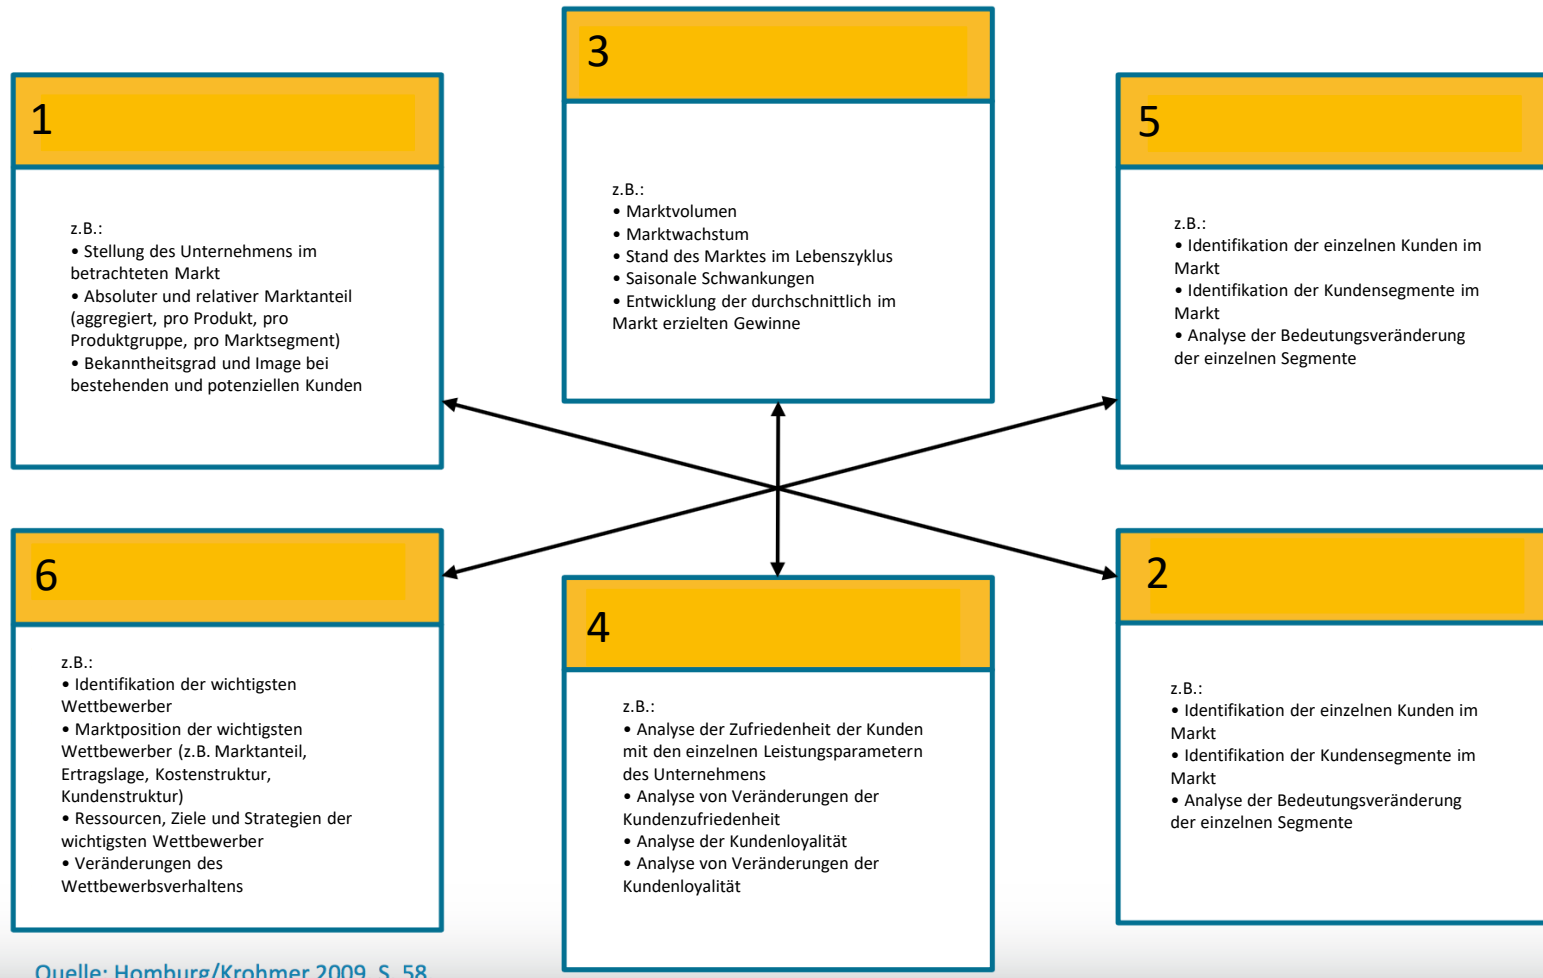 1
z.B.:
• Stellung des Unternehmens im
betrachteten Markt
• Absoluter und relativer Marktanteil
(aggregiert, pro Produkt, pro
Produktgruppe, pro Marktsegment)
• Bekanntheitsgrad und Image bei
bestehenden und potenziellen Kunden
3
z.B.:
• Marktvolumen
• Marktwachstum
• Stand des Marktes im Lebenszyklus
• Saisonale Schwankungen
• Entwicklung der durchschnittlich im
Markt erzielten Gewinne
5
z.B.:
• Identifikation der einzelnen Kunden im
Markt
• Identifikation der Kundensegmente im
Markt
• Analyse der Bedeutungsveränderung
der einzelnen Segmente
6
z.B.:
• Identifikation der wichtigsten
Wettbewerber
• Marktposition der wichtigsten
Wettbewerber (z.B. Marktanteil,
Ertragslage, Kostenstruktur,
Kundenstruktur)
• Ressourcen, Ziele und Strategien der
wichtigsten Wettbewerber
• Veränderungen des
Wettbewerbsverhaltens
4
z.B.:
• Analyse der Zufriedenheit der Kunden
mit den einzelnen Leistungsparametern
des Unternehmens
• Analyse von Veränderungen der
Kundenzufriedenheit
• Analyse der Kundenloyalität
• Analyse von Veränderungen der
Kundenloyalität
2
z.B.:
• Identifikation der einzelnen Kunden im
Markt
• Identifikation der Kundensegmente im
Markt
• Analyse der Bedeutungsveränderung
der einzelnen Segmente
Quelle: Homburg/Krohmer 2009, S. 58